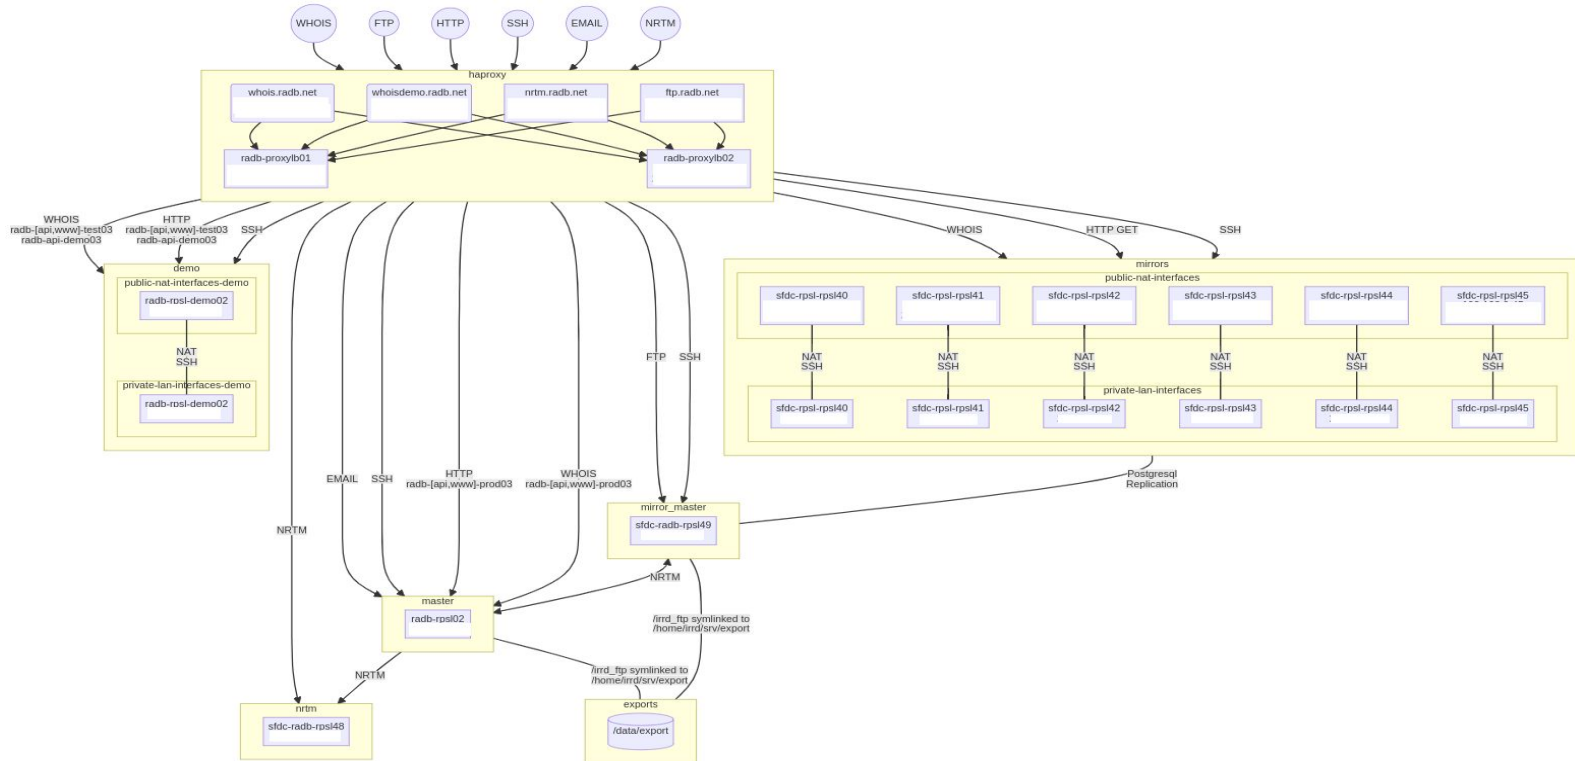 WHOIS
FTP
HTTP
SSH
EMAIL
NRTM
haproxy
whois.radb.net
whoisdemo.radb.net
nrtm.radb.net
ftp.radb.net
radb-proxylb01
radb-proxylb02
WHOIS
radb-[api,www]-test03
radb-api-demo03
HTTP
radb-[api,www]-test03
radb-api-demo03
SSH
WHOIS
HTTP GET
SSH
demo
public-nat-interfaces-demo
radb-rpsl-demo02
NAT
SSH
private-lan-interfaces-demo
radb-rpsl-demo02
mirrors
public-nat-interfaces
sfdc-rpsl-rpsl40
sfdc-rpsl-rpsl41
sfdc-rpsl-rpsl42
sfdc-rpsl-rpsl43
sfdc-rpsl-rpsl44
sfdc-rpsl-rpsl45
NAT
SSH
NAT
SSH
NAT
SSH
NAT
SSH
NAT
SSH
NAT
SSH
private-lan-interfaces
sfdc-rpsl-rpsl40
sfdc-rpsl-rpsl41
sfdc-rpsl-rpsl42
sfdc-rpsl-rpsl43
sfdc-rpsl-rpsl44
sfdc-rpsl-rpsl45
FTP
SSH
EMAIL
SSH
HTTP
radb-[api,www]-prod03
WHOIS
radb-[api,www]-prod03
Postgresql
Replication
NRTM
mirror_master
sfdc-radb-rpsl49
NRTM
master
radb-rpsl02
/irrd_ftp symlinked to
/home/irrd/srv/export
NRTM
/irrd_ftp symlinked to
/home/irrd/srv/export
nrtm
sfdc-radb-rpsl48
exports
/data/export